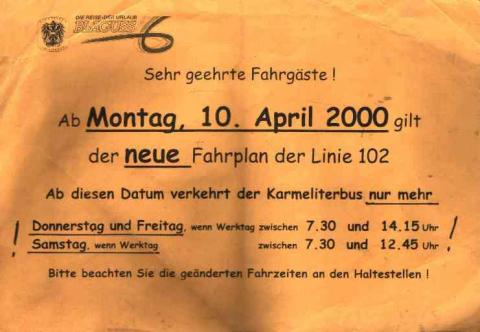 DIE REISE-DER URLAUB
BLAGUSS
Sehr geehrte Fahrgäste !
Ab Montag, 10. April 2000 gilt
der neue Fahrplan der Linie 102
Ab diesen Datum verkehrt der Karmeliterbus nur mehr
! Donnerstag und Freitag, wenn Werktag zwischen 7.30 und 14.15 Uhr !
Samstag, wenn Werktag zwischen 7.30 und 12.45 Uhr
Bitte beachten Sie die geänderten Fahrzeiten an den Haltestellen !